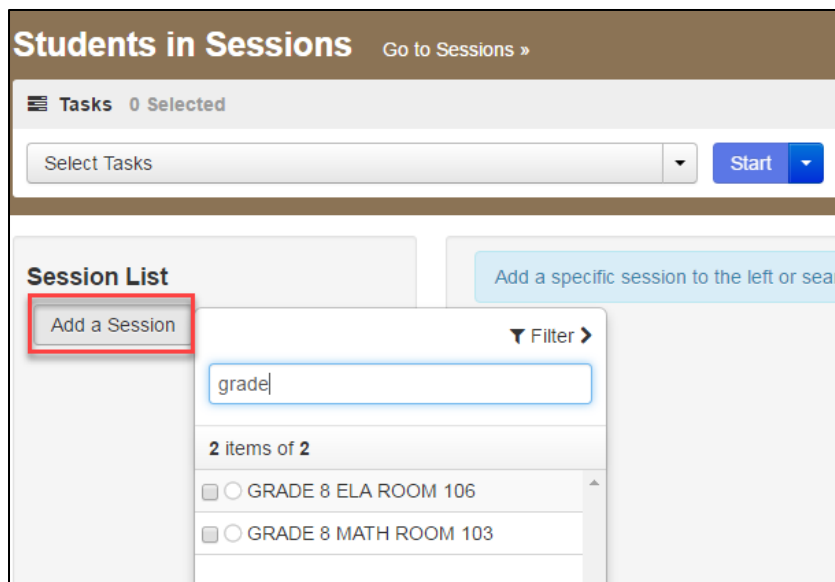 Students in Sessions Go to Sessions »
Tasks 0 Selected
Select Tasks Start
Session List
Add a specific session to the left or sea
Add a Session
Filter
grade
2 items of 2
GRADE 8 ELA ROOM 106
GRADE 8 MATH ROOM 103